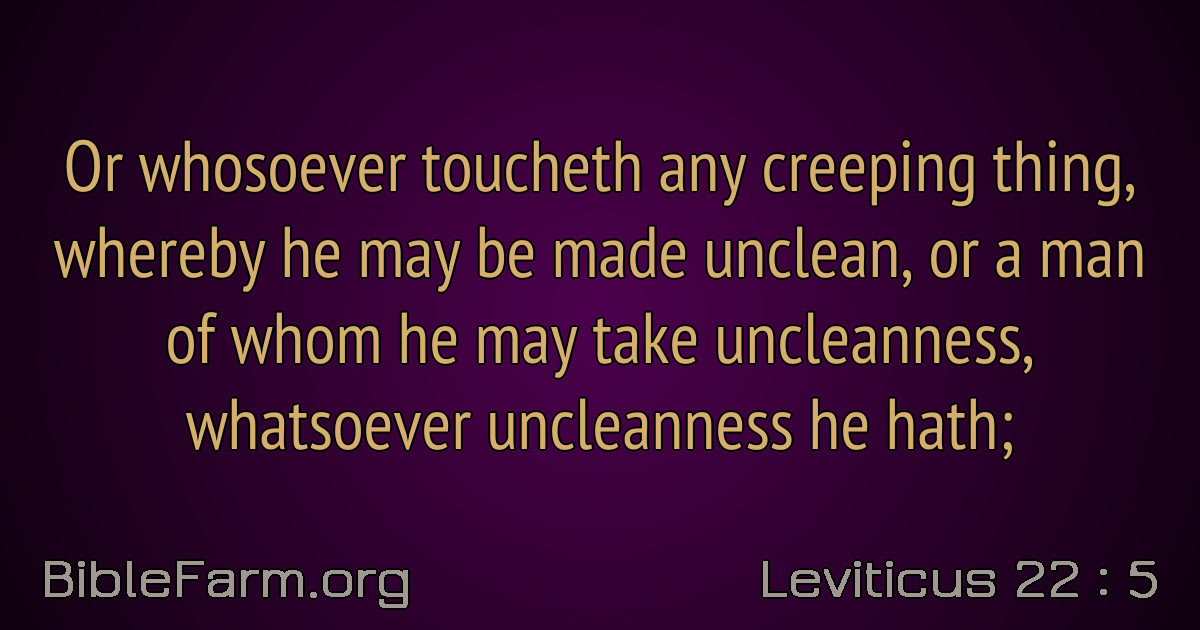 Or whosoever toucheth any creeping thing,
whereby he may be made unclean, or a man
of whom he may take uncleanness,
whatsoever uncleanness he hath;
BibleFarm.org
Leviticus 22 : 5